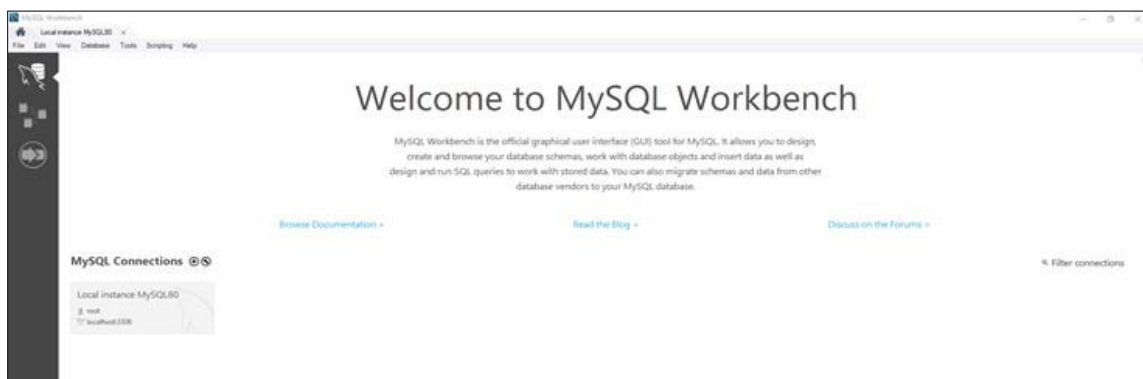 MySQL Workbench
Local instance MySQL80 ×
File Edit View Database Tools Scripting Help
Welcome to MySQL Workbench
MySQL Workbench is the official graphical user interface (GUI) tool for MySQL. It allows you to design,
create and browse your database schemas, work with database objects and insert data as well as
design and run SQL queries to work with stored data. You can also migrate schemas and data from other
database vendors to your MySQL database.
Browse Documentation >
Read the Blog >
Discuss on the Forums >
MySQL Connections
Filter connections
Local instance MySQL80
root
localhost:3306